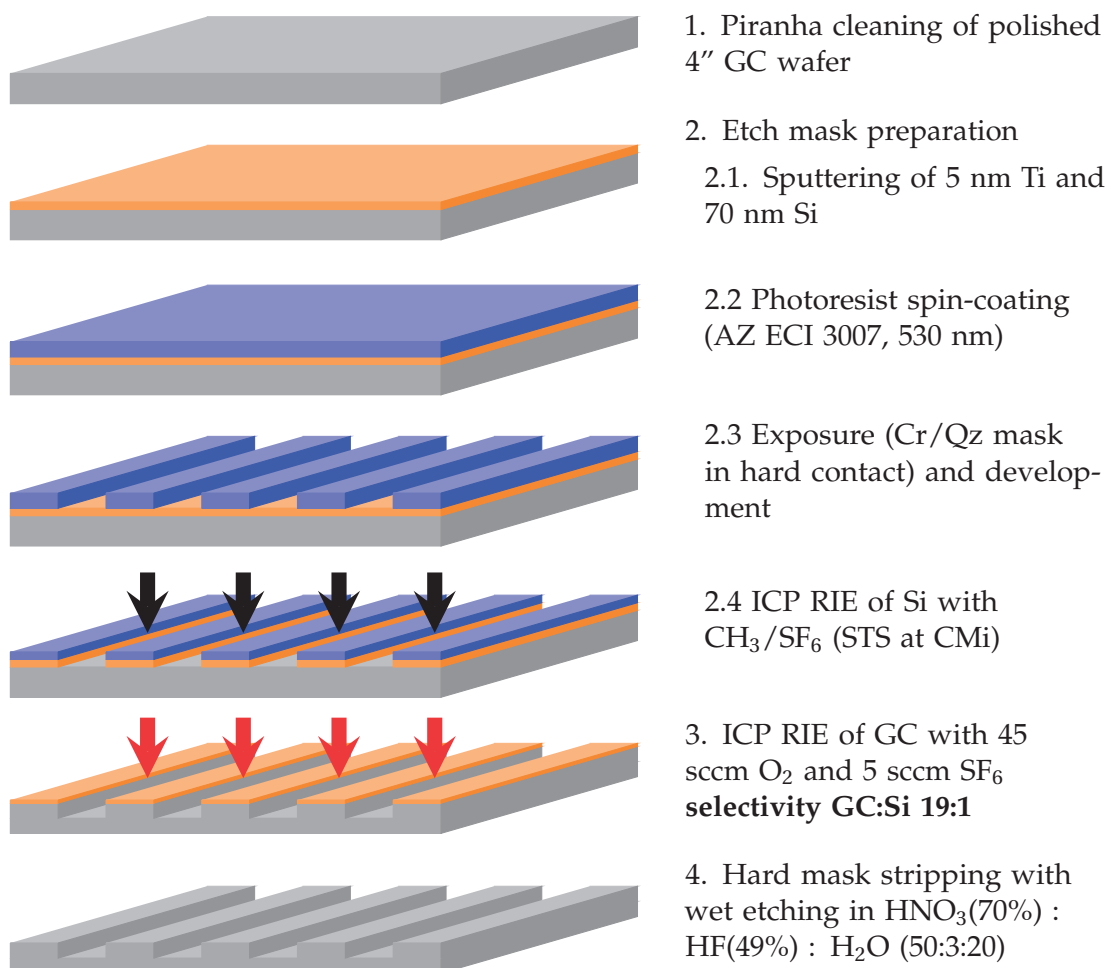 1. Piranha cleaning of polished
4” GC wafer
2. Etch mask preparation
2.1. Sputtering of 5 nm Ti and
70 nm Si
2.2 Photoresist spin-coating
(AZ ECI 3007, 530 nm)
2.3 Exposure (Cr/Qz mask
in hard contact) and develop-
ment
2.4 ICP RIE of Si with
CH₃/SF₆ (STS at CMi)
3. ICP RIE of GC with 45
sccm O₂ and 5 sccm SF₆
selectivity GC:Si 19:1
4. Hard mask stripping with
wet etching in HNO₃(70%) :
HF(49%) : H₂O (50:3:20)